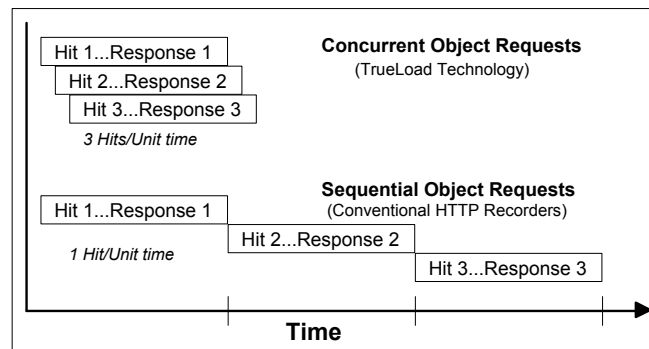 Hit 1...Response 1
Hit 2...Response 2
Hit 3...Response 3
3 Hits/Unit time
Concurrent Object Requests
(TrueLoad Technology)
Sequential Object Requests
(Conventional HTTP Recorders)
Hit 1...Response 1
Hit 2...Response 2
Hit 3...Response 3
1 Hit/Unit time
Time